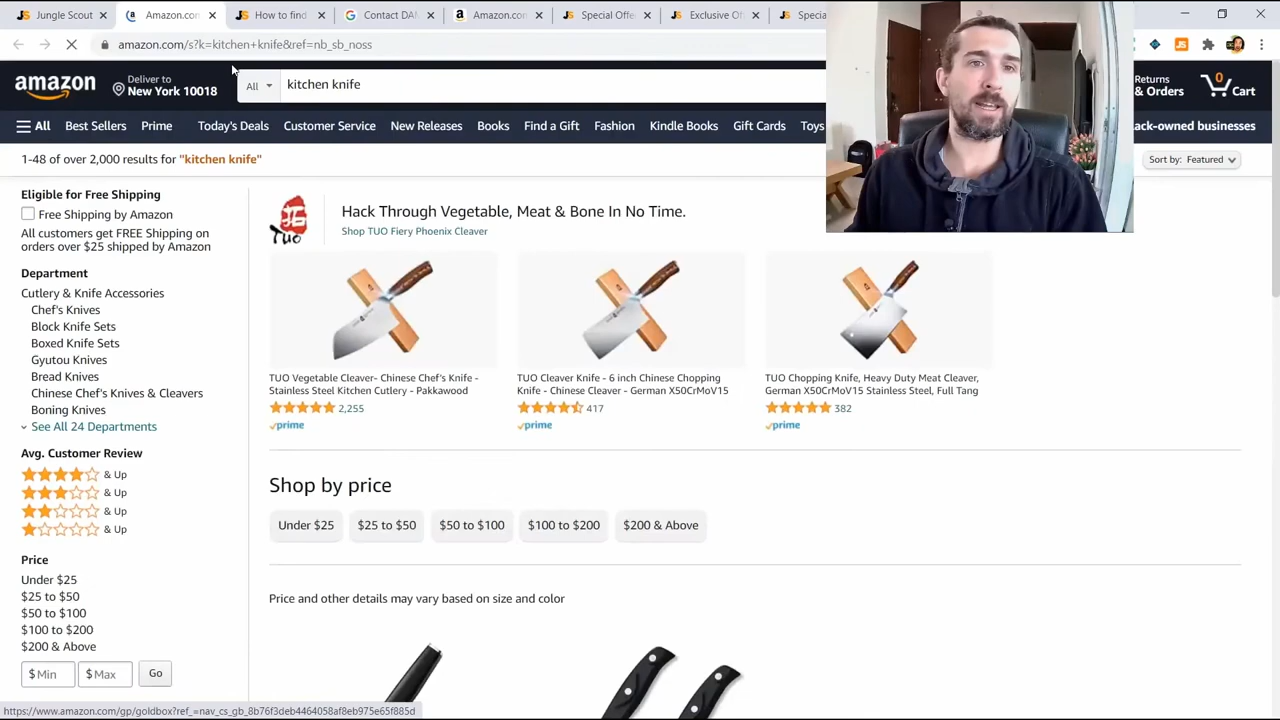 Jungle Scout
Amazon.co
How to find
Contact DA
Amazon.co
Special Offe
Exclusive O
Specia
amazon.com/s?k=kitchen+knife&ref=nb_sb_noss
JS
amazon
Deliver to
New York 10018
All
kitchen knife
Returns
& Orders
0
Cart
All
Best Sellers
Prime
Today's Deals
Customer Service
New Releases
Books
Find a Gift
Fashion
Kindle Books
Gift Cards
Toys
ack-owned businesses
1-48 of over 2,000 results for "kitchen knife"
Sort by: Featured
Eligible for Free Shipping
Free Shipping by Amazon
All customers get FREE Shipping on
orders over $25 shipped by Amazon
Department
Cutlery & Knife Accessories
Chef's Knives
Block Knife Sets
Boxed Knife Sets
Gyutou Knives
Bread Knives
Chinese Chef's Knives & Cleavers
Boning Knives
See All 24 Departments
Avg. Customer Review
& Up
& Up
& Up
& Up
Price
Under $25
$25 to $50
$50 to $100
$100 to $200
$200 & Above
$ Min
$ Max
Go
TUO
Hack Through Vegetable, Meat & Bone In No Time.
Shop TUO Fiery Phoenix Cleaver
TUO Vegetable Cleaver- Chinese Chef's Knife -
Stainless Steel Kitchen Cutlery - Pakkawood
2,255
prime
TUO Cleaver Knife - 6 inch Chinese Chopping
Knife - Chinese Cleaver - German X50CrMoV15
417
prime
TUO Chopping Knife, Heavy Duty Meat Cleaver,
German X50CrMoV15 Stainless Steel, Full Tang
382
prime
Shop by price
Under $25
$25 to $50
$50 to $100
$100 to $200
$200 & Above
Price and other details may vary based on size and color
https://www.amazon.com/gp/goldbox?ref_=nav_cs_gb_8b76f3deb4464058af8eb975e65f885d